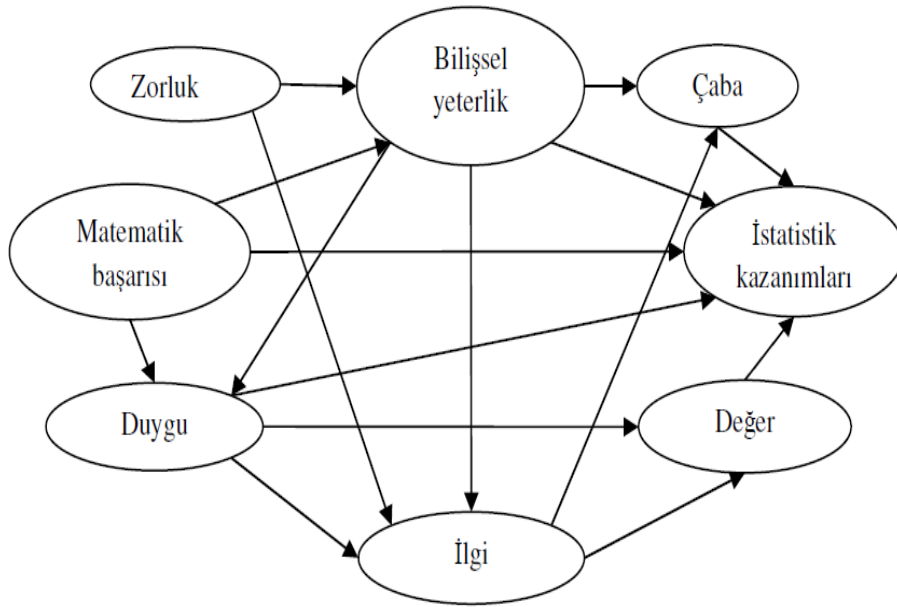 Zorluk
Bilişsel
yeterlik
Çaba
Matematik
başarısı
İstatistik
kazanımları
Duygu
Değer
İlgi